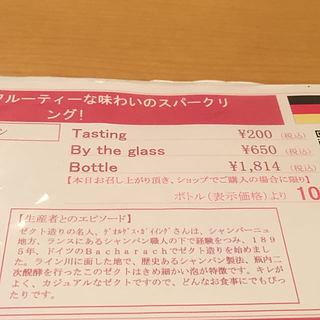 フルーティーな味わいのスパークリ
ング!
ン
Tasting ¥200 (税込)
By the glass ¥650 (税込)
Bottle ¥1,814 (税込)
【本日お召し上がり頂き、ショップでご購入の場合に限り】
ボトル（表示価格）より 10
【生産者とのエピソード】
ゼクト造りの名人、ゲオルグ・ガイイングさんは、シャンパーニュ
地方、ランスにあるシャンパン職人の下で経験をつみ、189
5年、ドイツのBacharachでゼクト造りを始めまし
た。ライン川に面した地で、歴史あるシャンパン製法、瓶内二
次醗酵を行ったこのゼクトはきめ細かい泡が特徴です。キレが
よく、カジュアルなゼクトですので、どんなお食事にでもぴっ
たりです。